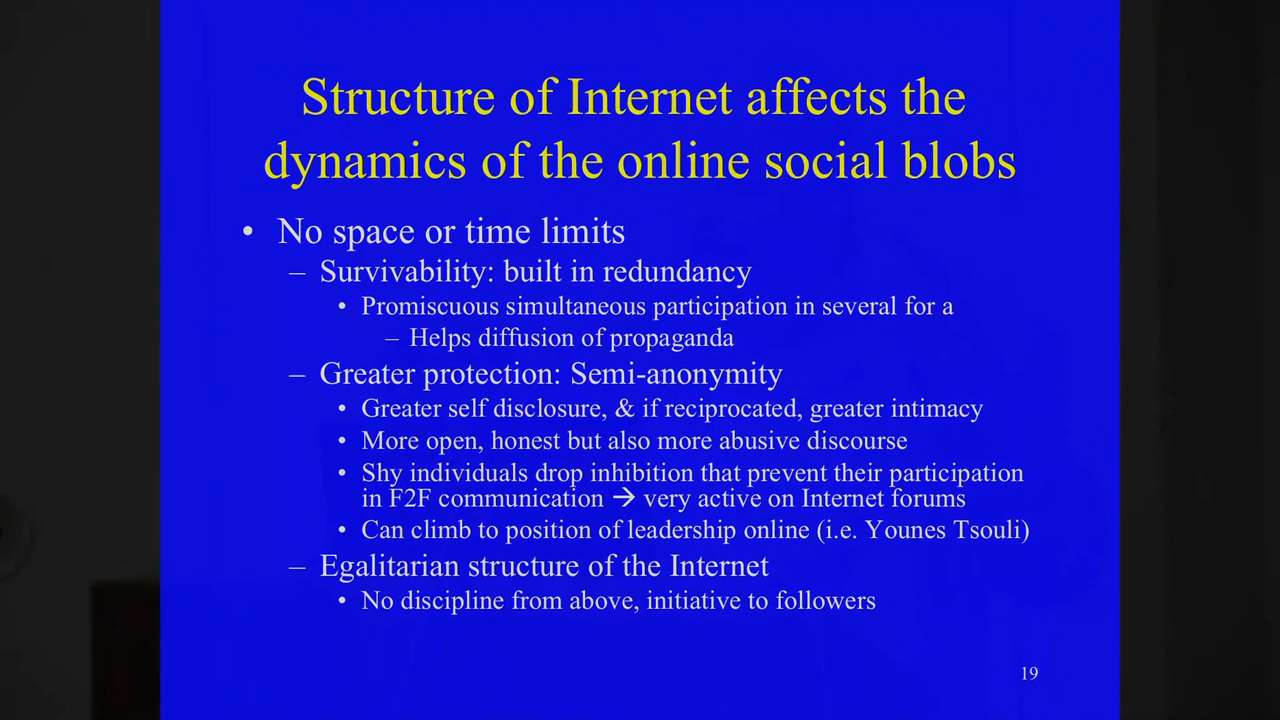 Structure of Internet affects the
dynamics of the online social blobs
• No space or time limits
– Survivability: built in redundancy
• Promiscuous simultaneous participation in several for a
– Helps diffusion of propaganda
– Greater protection: Semi-anonymity
• Greater self disclosure, & if reciprocated, greater intimacy
• More open, honest but also more abusive discourse
• Shy individuals drop inhibition that prevent their participation
in F2F communication → very active on Internet forums
• Can climb to position of leadership online (i.e. Younes Tsouli)
– Egalitarian structure of the Internet
• No discipline from above, initiative to followers
19